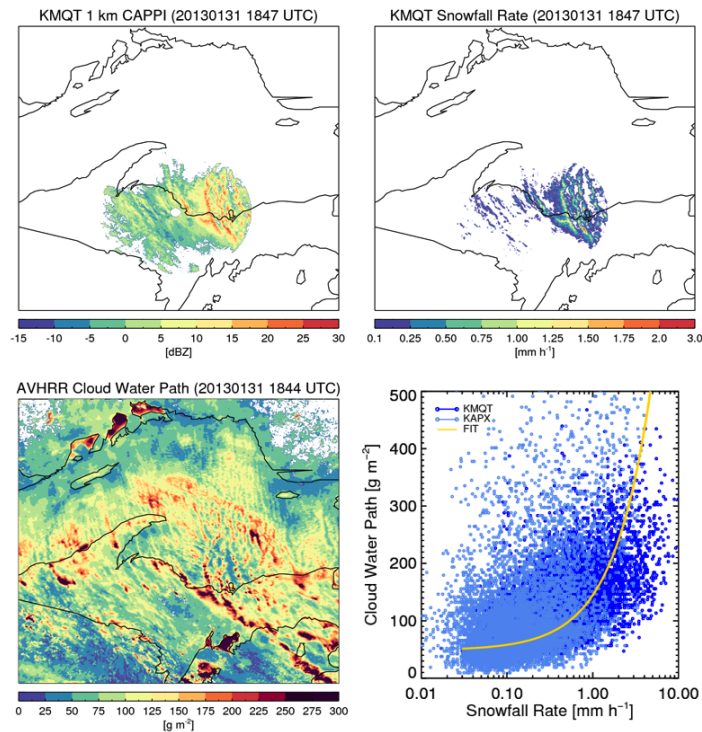 KMQT 1 km CAPPI (20130131 1847 UTC)
KMQT Snowfall Rate (20130131 1847 UTC)
-15 -10 -5 0 5 10 15 20 25 30
[dBZ]
0.1 0.25 0.50 0.75 1.00 1.25 1.50 1.75 2.0 3.0
[mm h⁻¹]
AVHRR Cloud Water Path (20130131 1844 UTC)
0 25 50 75 100 125 150 175 200 225 250 275 300
[g m⁻²]
500
400
300
200
100
0
Cloud Water Path [g m⁻²]
KMQT
KAPX
FIT
0.01 0.10 1.00 10.00
Snowfall Rate [mm h⁻¹]